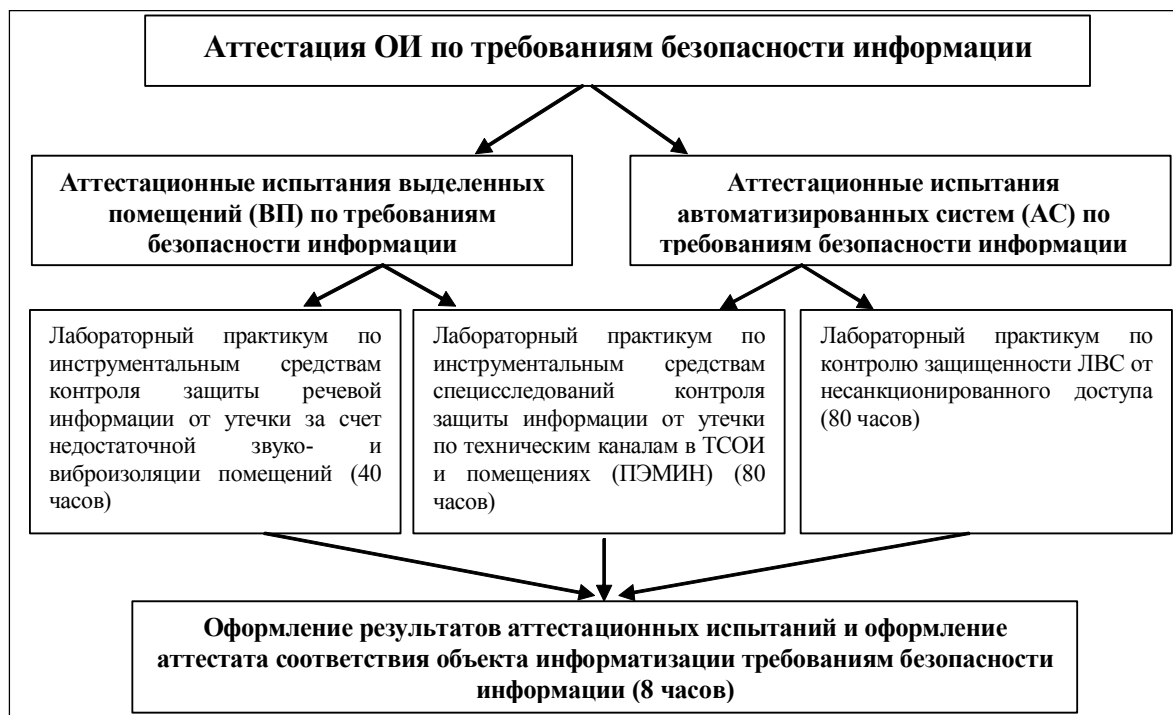 Аттестация ОИ по требованиям безопасности информации
Аттестационные испытания выделенных
помещений (ВП) по требованиям
безопасности информации
Аттестационные испытания
автоматизированных систем (АС) по
требованиям безопасности информации
Лабораторный практикум по
инструментальным средствам
контроля защиты речевой
информации от утечки за счет
недостаточной звуко- и
виброизоляции помещений (40
часов)
Лабораторный практикум по
инструментальным средствам
специсследований контроля
защиты информации от утечки
по техническим каналам в ТСОИ
и помещениях (ПЭМИН) (80
часов)
Лабораторный практикум по
контролю защищенности ЛВС от
несанкционированного доступа
(80 часов)
Оформление результатов аттестационных испытаний и оформление
аттестата соответствия объекта информатизации требованиям безопасности
информации (8 часов)